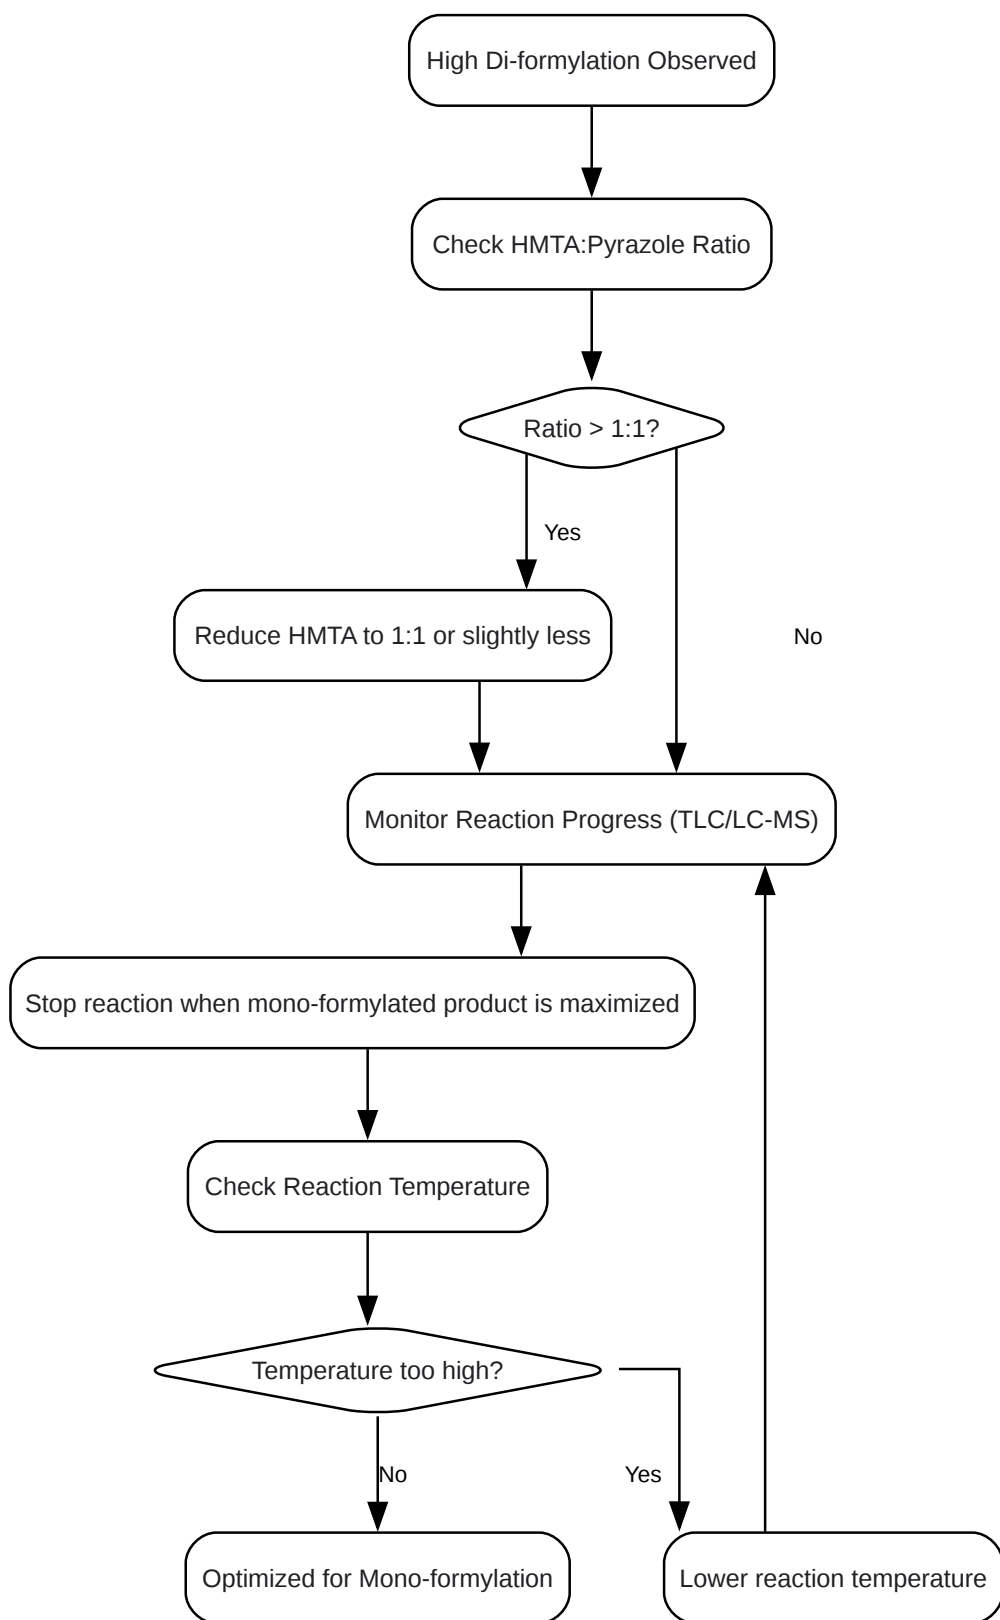 High Di-formylation Observed
Check HMTA:Pyrazole Ratio
Ratio > 1:1?
Yes
Reduce HMTA to 1:1 or slightly less
No
Monitor Reaction Progress (TLC/LC-MS)
Stop reaction when mono-formylated product is maximized
Check Reaction Temperature
Temperature too high?
No
Yes
Optimized for Mono-formylation
Lower reaction temperature